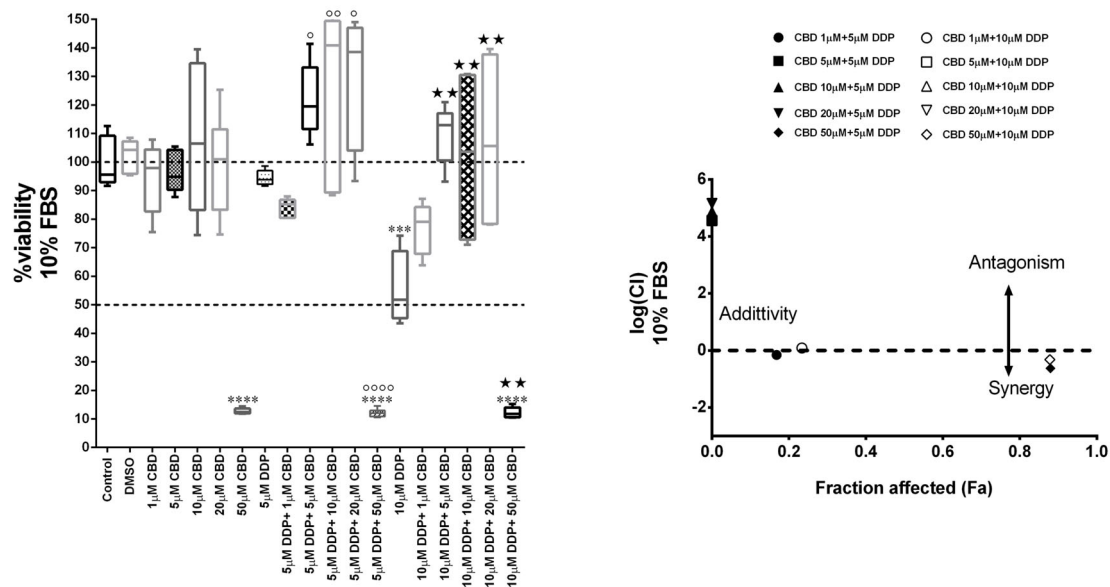 %viability
10% FBS
150
140
130
120
110
100
90
80
70
60
50
40
30
20
10
0
°
°°
°
★★
★★
★★
***
****
°°°°
****
★★
****
Control
DMSO
1μM CBD
5μM CBD
10μM CBD
20μM CBD
50μM CBD
5μM DDP
5μM DDP+ 1μM CBD
5μM DDP+ 5μM CBD
5μM DDP+ 10μM CBD
5μM DDP+ 20μM CBD
5μM DDP+ 50μM CBD
10μM DDP
10μM DDP+ 1μM CBD
10μM DDP+ 5μM CBD
10μM DDP+ 10μM CBD
10μM DDP+ 20μM CBD
10μM DDP+ 50μM CBD
CBD 1μM+5μM DDP
CBD 5μM+5μM DDP
CBD 10μM+5μM DDP
CBD 20μM+5μM DDP
CBD 50μM+5μM DDP
CBD 1μM+10μM DDP
CBD 5μM+10μM DDP
CBD 10μM+10μM DDP
CBD 20μM+10μM DDP
CBD 50μM+10μM DDP
log(CI)
10% FBS
6
4
2
0
-2
Addittivity
Antagonism
Synergy
0.0
0.2
0.4
0.6
0.8
1.0
Fraction affected (Fa)